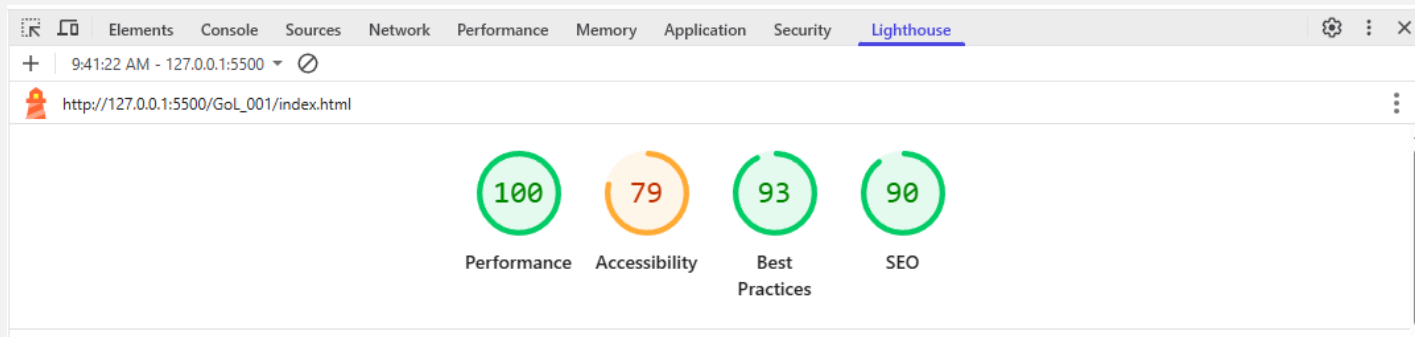 Elements Console Sources Network Performance Memory Application Security Lighthouse
9:41:22 AM - 127.0.0.1:5500
http://127.0.0.1:5500/GoL_001/index.html
100 79 93 90
Performance Accessibility Best Practices SEO